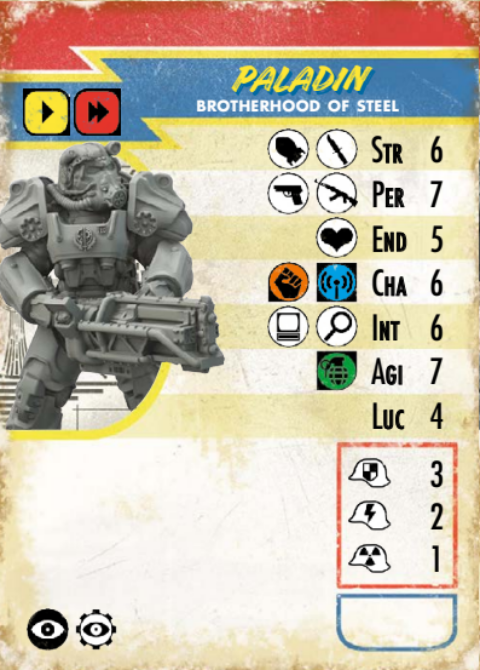 PALADIN
BROTHERHOOD OF STEEL
STR 6
PER 7
END 5
CHA 6
INT 6
AGI 7
LUC 4
3
2
1